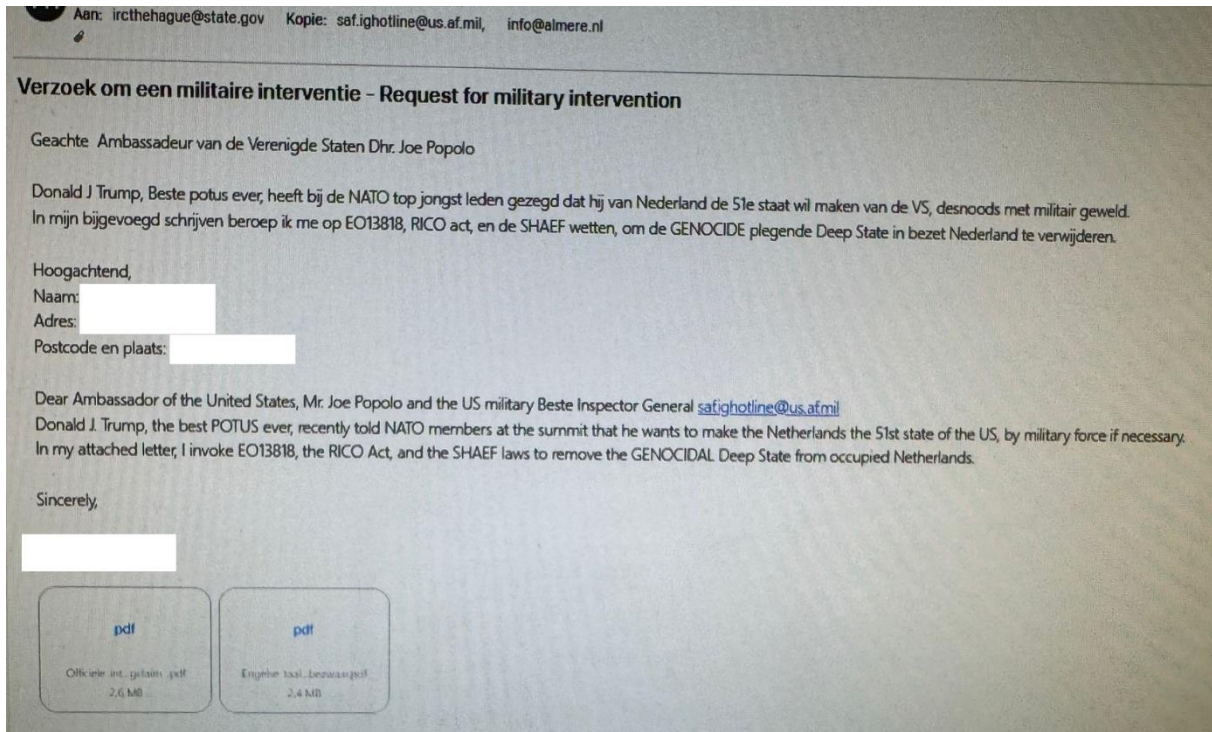 Aan: ircthehague@state.gov Kopie: saf.ighotline@us.af.mil, info@almere.nl
Verzoek om een militaire interventie – Request for military intervention
Geachte Ambassadeur van de Verenigde Staten Dhr. Joe Popolo
Donald J Trump, Beste potus ever, heeft bij de NATO top jongst leden gezegd dat hij van Nederland de 51e staat wil maken van de VS, desnoods met militair geweld.
In mijn bijgevoegd schrijven beroep ik me op EO13818, RICO act, en de SHAEF wetten, om de GENOCIDE plegende Deep State in bezet Nederland te verwijderen.
Hoogachtend,
Naam:
Adres:
Postcode en plaats:
Dear Ambassador of the United States, Mr. Joe Popolo and the US military Beste Inspector General safighotline@us.afmil
Donald J. Trump, the best POTUS ever, recently told NATO members at the summit that he wants to make the Netherlands the 51st state of the US, by military force if necessary.
In my attached letter, I invoke EO13818, the RICO Act, and the SHAEF laws to remove the GENOCIDAL Deep State from occupied Netherlands.
Sincerely,
pdf pdf
2,6 MB 2,4 MB